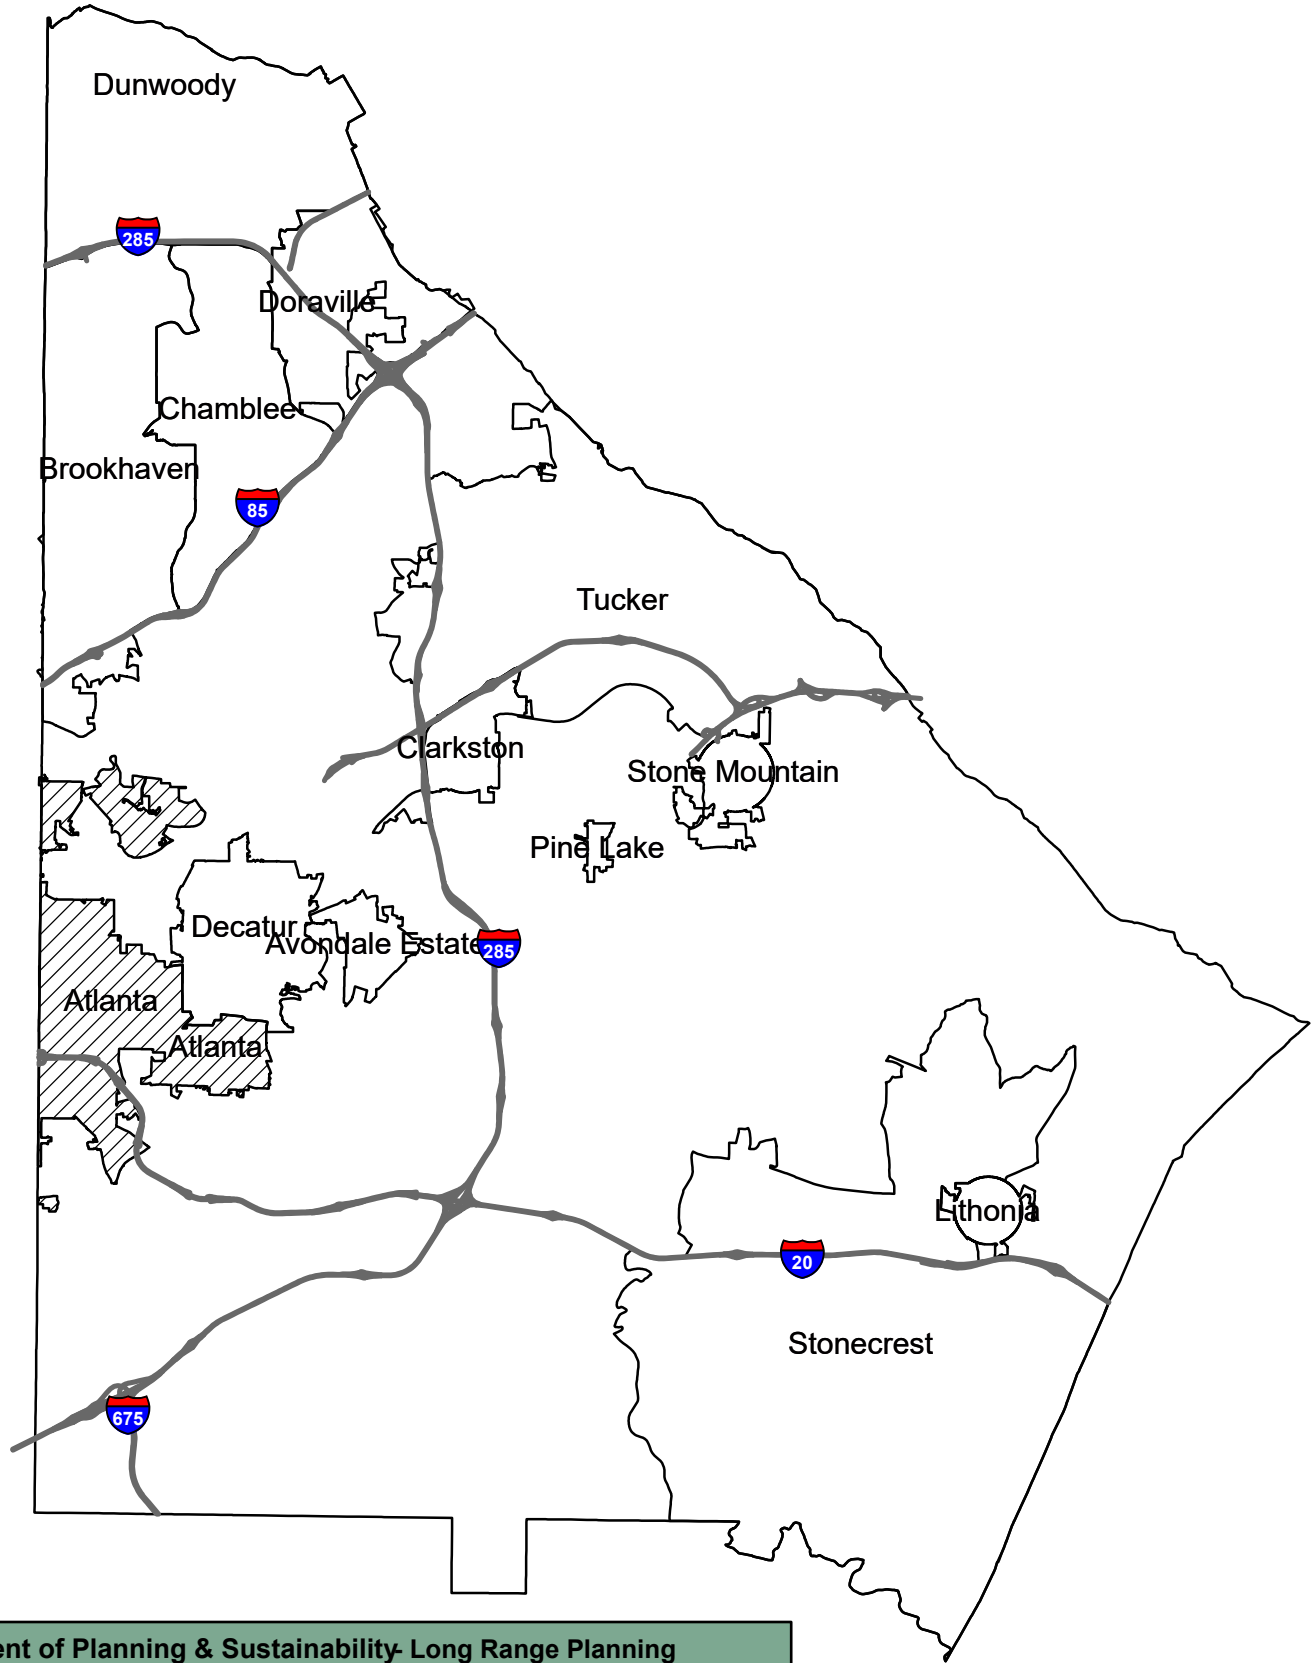 Dunwoody
285
Doraville
Chamblee
Brookhaven
85
Tucker
Clarkston
Stone Mountain
Pine Lake
Decatur
Avondale Estate
285
Atlanta
Atlanta
Lithonia
20
Stonecrest
675
ent of Planning & Sustainability- Long Range Planning